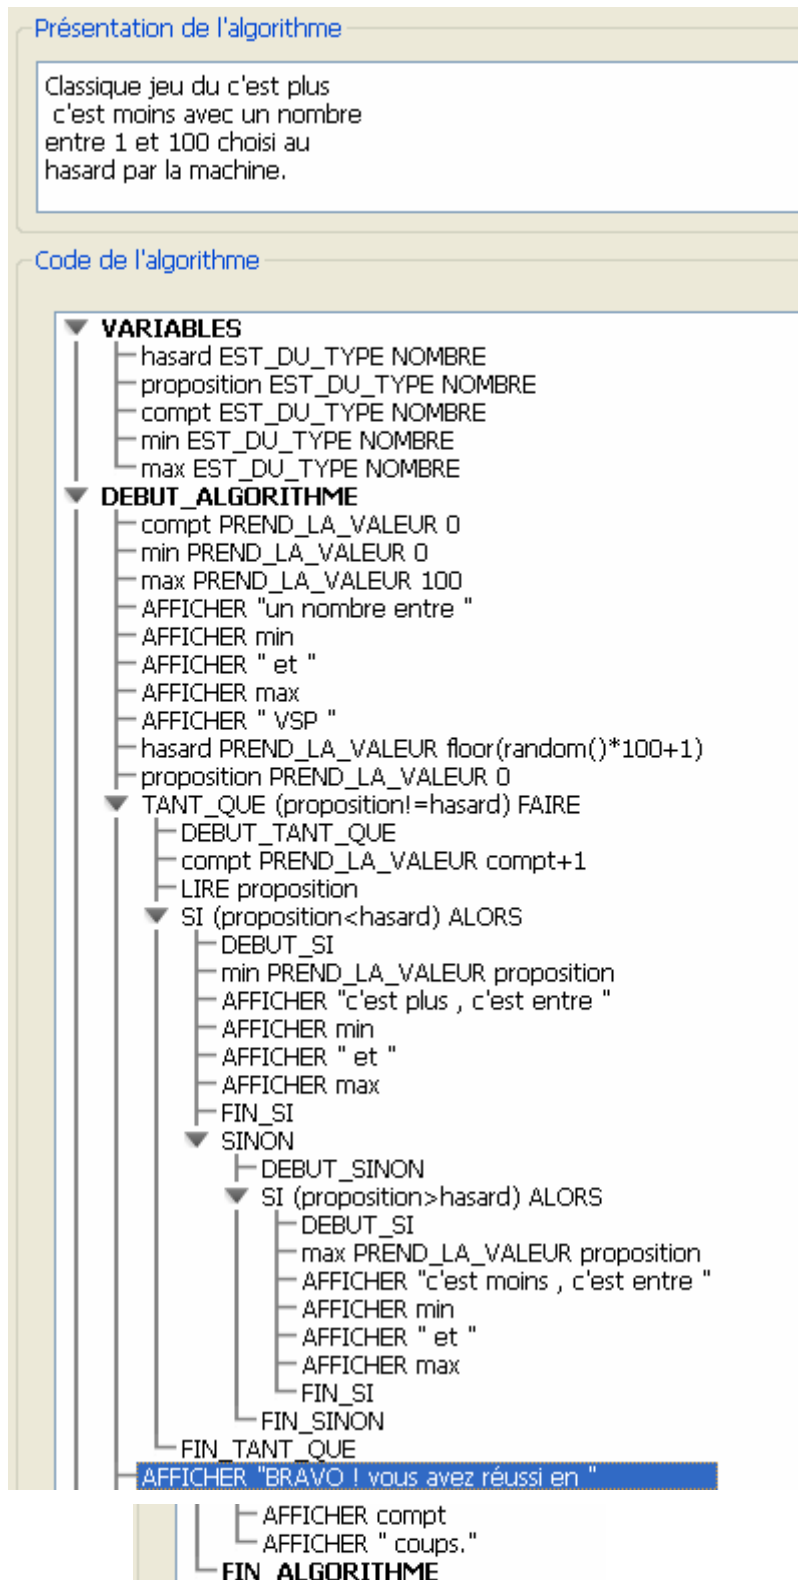 Présentation de l'algorithme
Classique jeu du c'est plus
c'est moins avec un nombre
entre 1 et 100 choisi au
hasard par la machine.
Code de l'algorithme
VARIABLES
hasard EST_DU_TYPE NOMBRE
proposition EST_DU_TYPE NOMBRE
compt EST_DU_TYPE NOMBRE
min EST_DU_TYPE NOMBRE
max EST_DU_TYPE NOMBRE
DEBUT_ALGORITHME
compt PREND_LA_VALEUR 0
min PREND_LA_VALEUR 0
max PREND_LA_VALEUR 100
AFFICHER "un nombre entre "
AFFICHER min
AFFICHER " et "
AFFICHER max
AFFICHER " VSP "
hasard PREND_LA_VALEUR floor(random()*100+1)
proposition PREND_LA_VALEUR 0
TANT_QUE (proposition!=hasard) FAIRE
DEBUT_TANT_QUE
compt PREND_LA_VALEUR compt+1
LIRE proposition
SI (proposition<hasard) ALORS
DEBUT_SI
min PREND_LA_VALEUR proposition
AFFICHER "c'est plus , c'est entre "
AFFICHER min
AFFICHER " et "
AFFICHER max
FIN_SI
SINON
DEBUT_SINON
SI (proposition>hasard) ALORS
DEBUT_SI
max PREND_LA_VALEUR proposition
AFFICHER "c'est moins , c'est entre "
AFFICHER min
AFFICHER " et "
AFFICHER max
FIN_SI
FIN_SINON
FIN_TANT_QUE
AFFICHER "BRAVO ! vous avez réussi en "
AFFICHER compt
AFFICHER " coups."
FIN_ALGORITHME